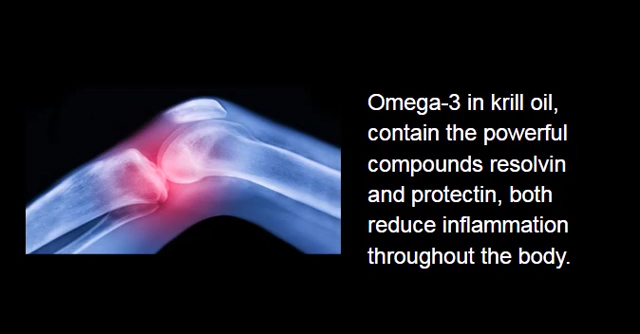 Omega-3 in krill oil,
contain the powerful
compounds resolvin
and protectin, both
reduce inflammation
throughout the body.